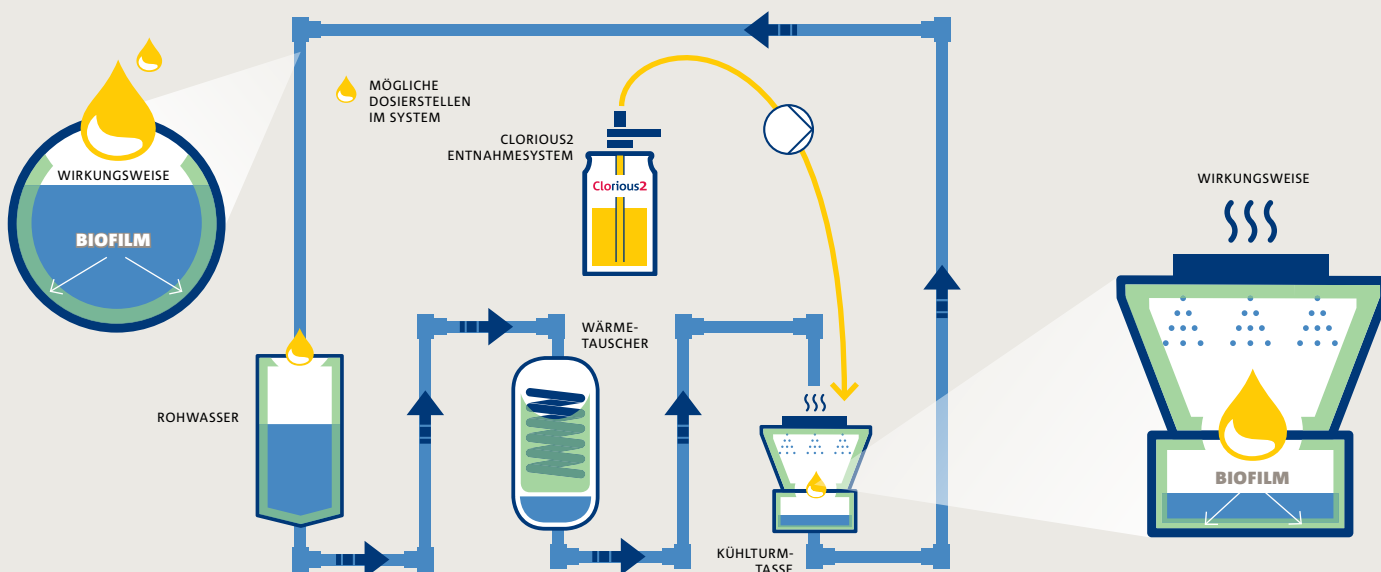 MÖGLICHE
DOSIERSTELLEN
IM SYSTEM
CLORIOUS2
ENTNAHMESYSTEM
Clorious2
WIRKUNGSWEISE
BIOFILM
WIRKUNGSWEISE
BIOFILM
WÄRME-
TAUSCHER
ROHWASSER
KÜHLTURM-
TASSE